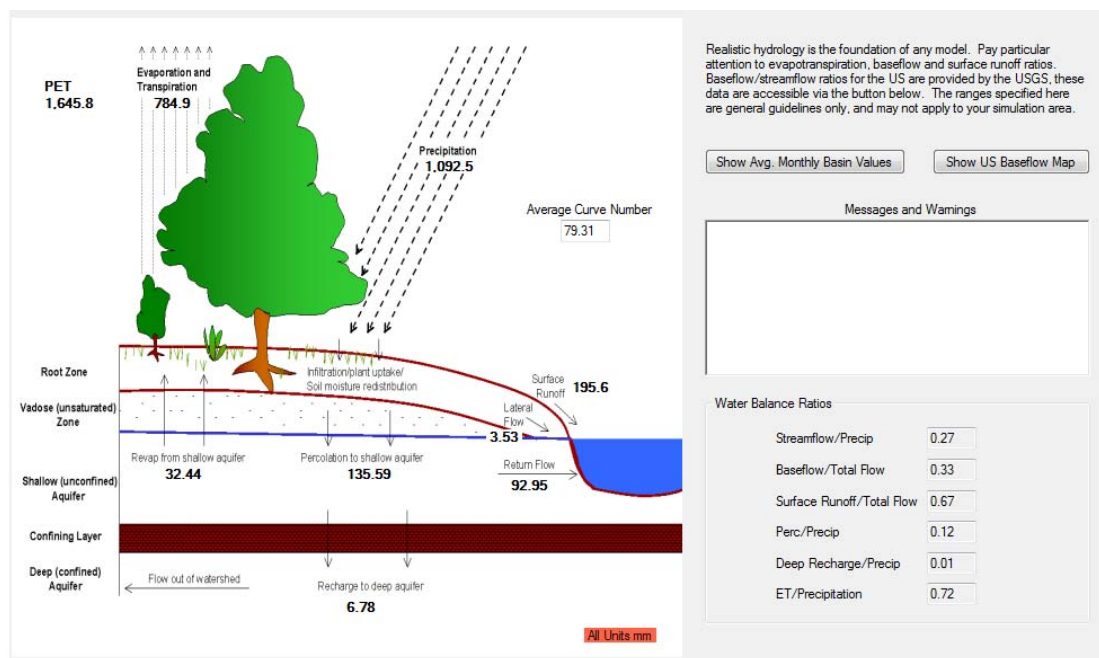 PET
1,645.8
Evaporation and
Transpiration
784.9
Precipitation
1,092.5
Average Curve Number
79.31
Root Zone
Infiltration/plant uptake/
Soil moisture redistribution
Surface
Runoff
195.6
Vadose (unsaturated)
Zone
Lateral
Flow
3.53
Revap from shallow aquifer
32.44
Percolation to shallow aquifer
135.59
Return Flow
92.95
Shallow (unconfined)
Aquifer
Confining Layer
Deep (confined)
Aquifer
Flow out of watershed
Recharge to deep aquifer
6.78
All Units mm
Realistic hydrology is the foundation of any model. Pay particular
attention to evapotranspiration, baseflow and surface runoff ratios.
Baseflow/streamflow ratios for the US are provided by the USGS, these
data are accessible via the button below. The ranges specified here
are general guidelines only, and may not apply to your simulation area.
Show Avg. Monthly Basin Values
Show US Baseflow Map
Messages and Warnings
Water Balance Ratios
Streamflow/Precip 0.27
Baseflow/Total Flow 0.33
Surface Runoff/Total Flow 0.67
Perc/Precip 0.12
Deep Recharge/Precip 0.01
ET/Precipitation 0.72